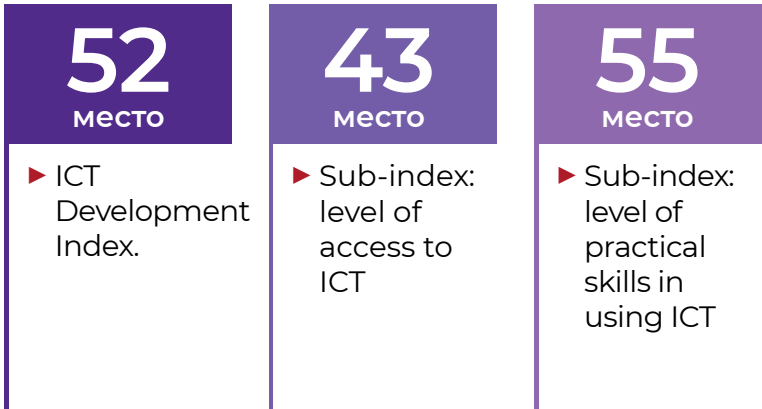 52
место
ICT
Development
Index.
43
место
Sub-index:
level of
access to
ICT
55
место
Sub-index:
level of
practical
skills in
using ICT